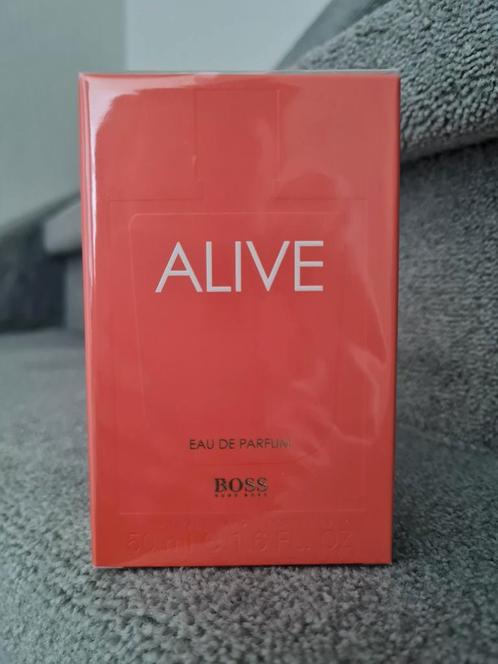 ALIVE
EAU DE PARFUM
BOSS
HUGO BOSS
50 ml e 1.6 FL. OZ